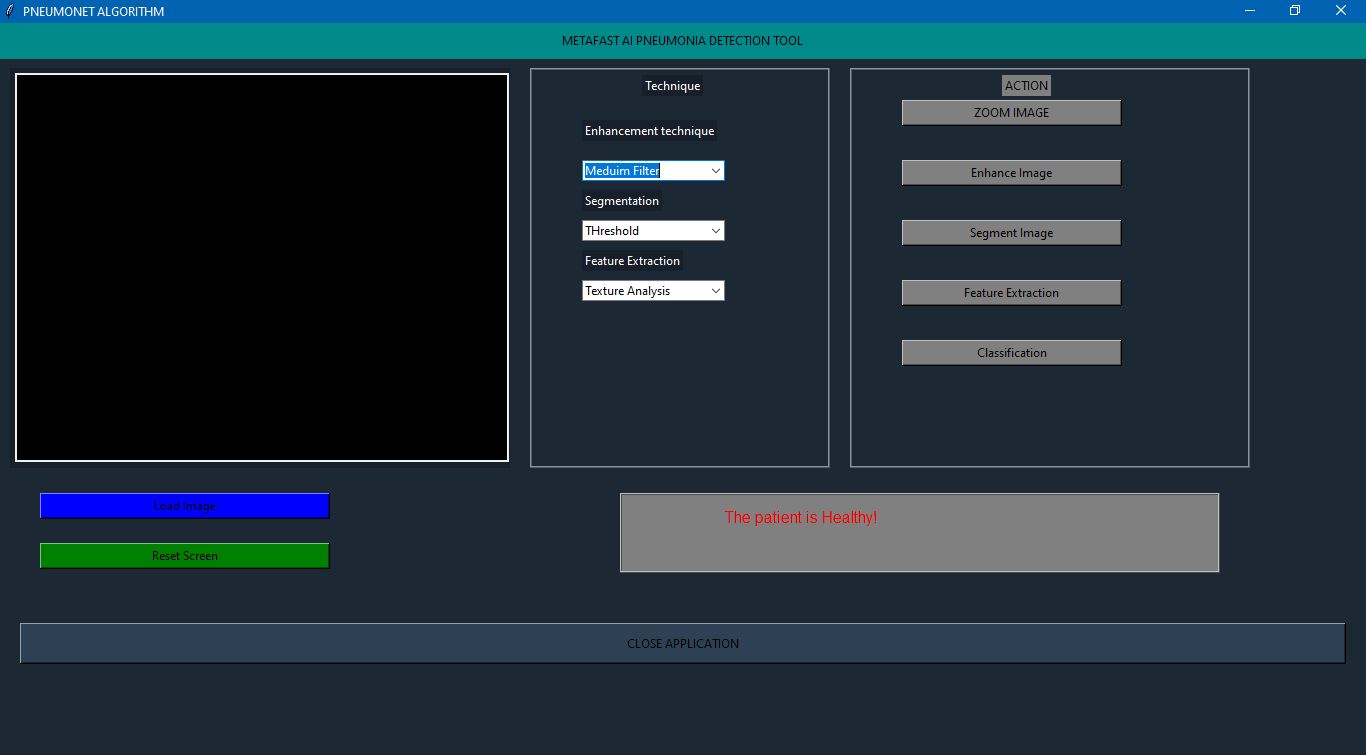 PNEUMONET ALGORITHM
METAFAST AI PNEUMONIA DETECTION TOOL
Technique
Enhancement technique
Meduim Filter
Segmentation
THreshold
Feature Extraction
Texture Analysis
ACTION
ZOOM IMAGE
Enhance Image
Segment Image
Feature Extraction
Classification
Load Image
Reset Screen
The patient is Healthy!
CLOSE APPLICATION